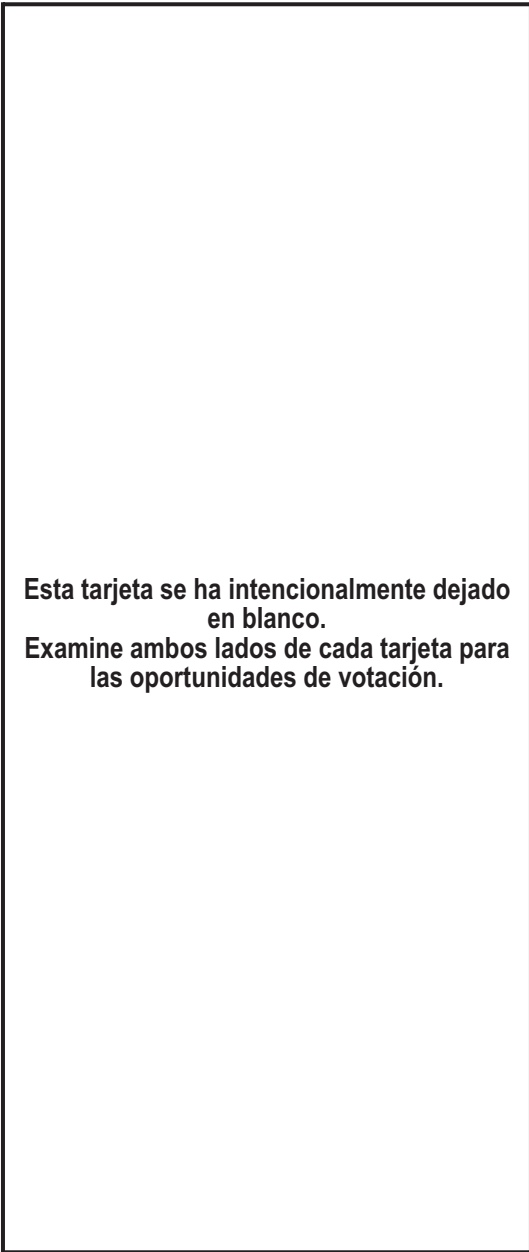 Esta tarjeta se ha intencionalmente dejado
en blanco.
Examine ambos lados de cada tarjeta para
las oportunidades de votación.